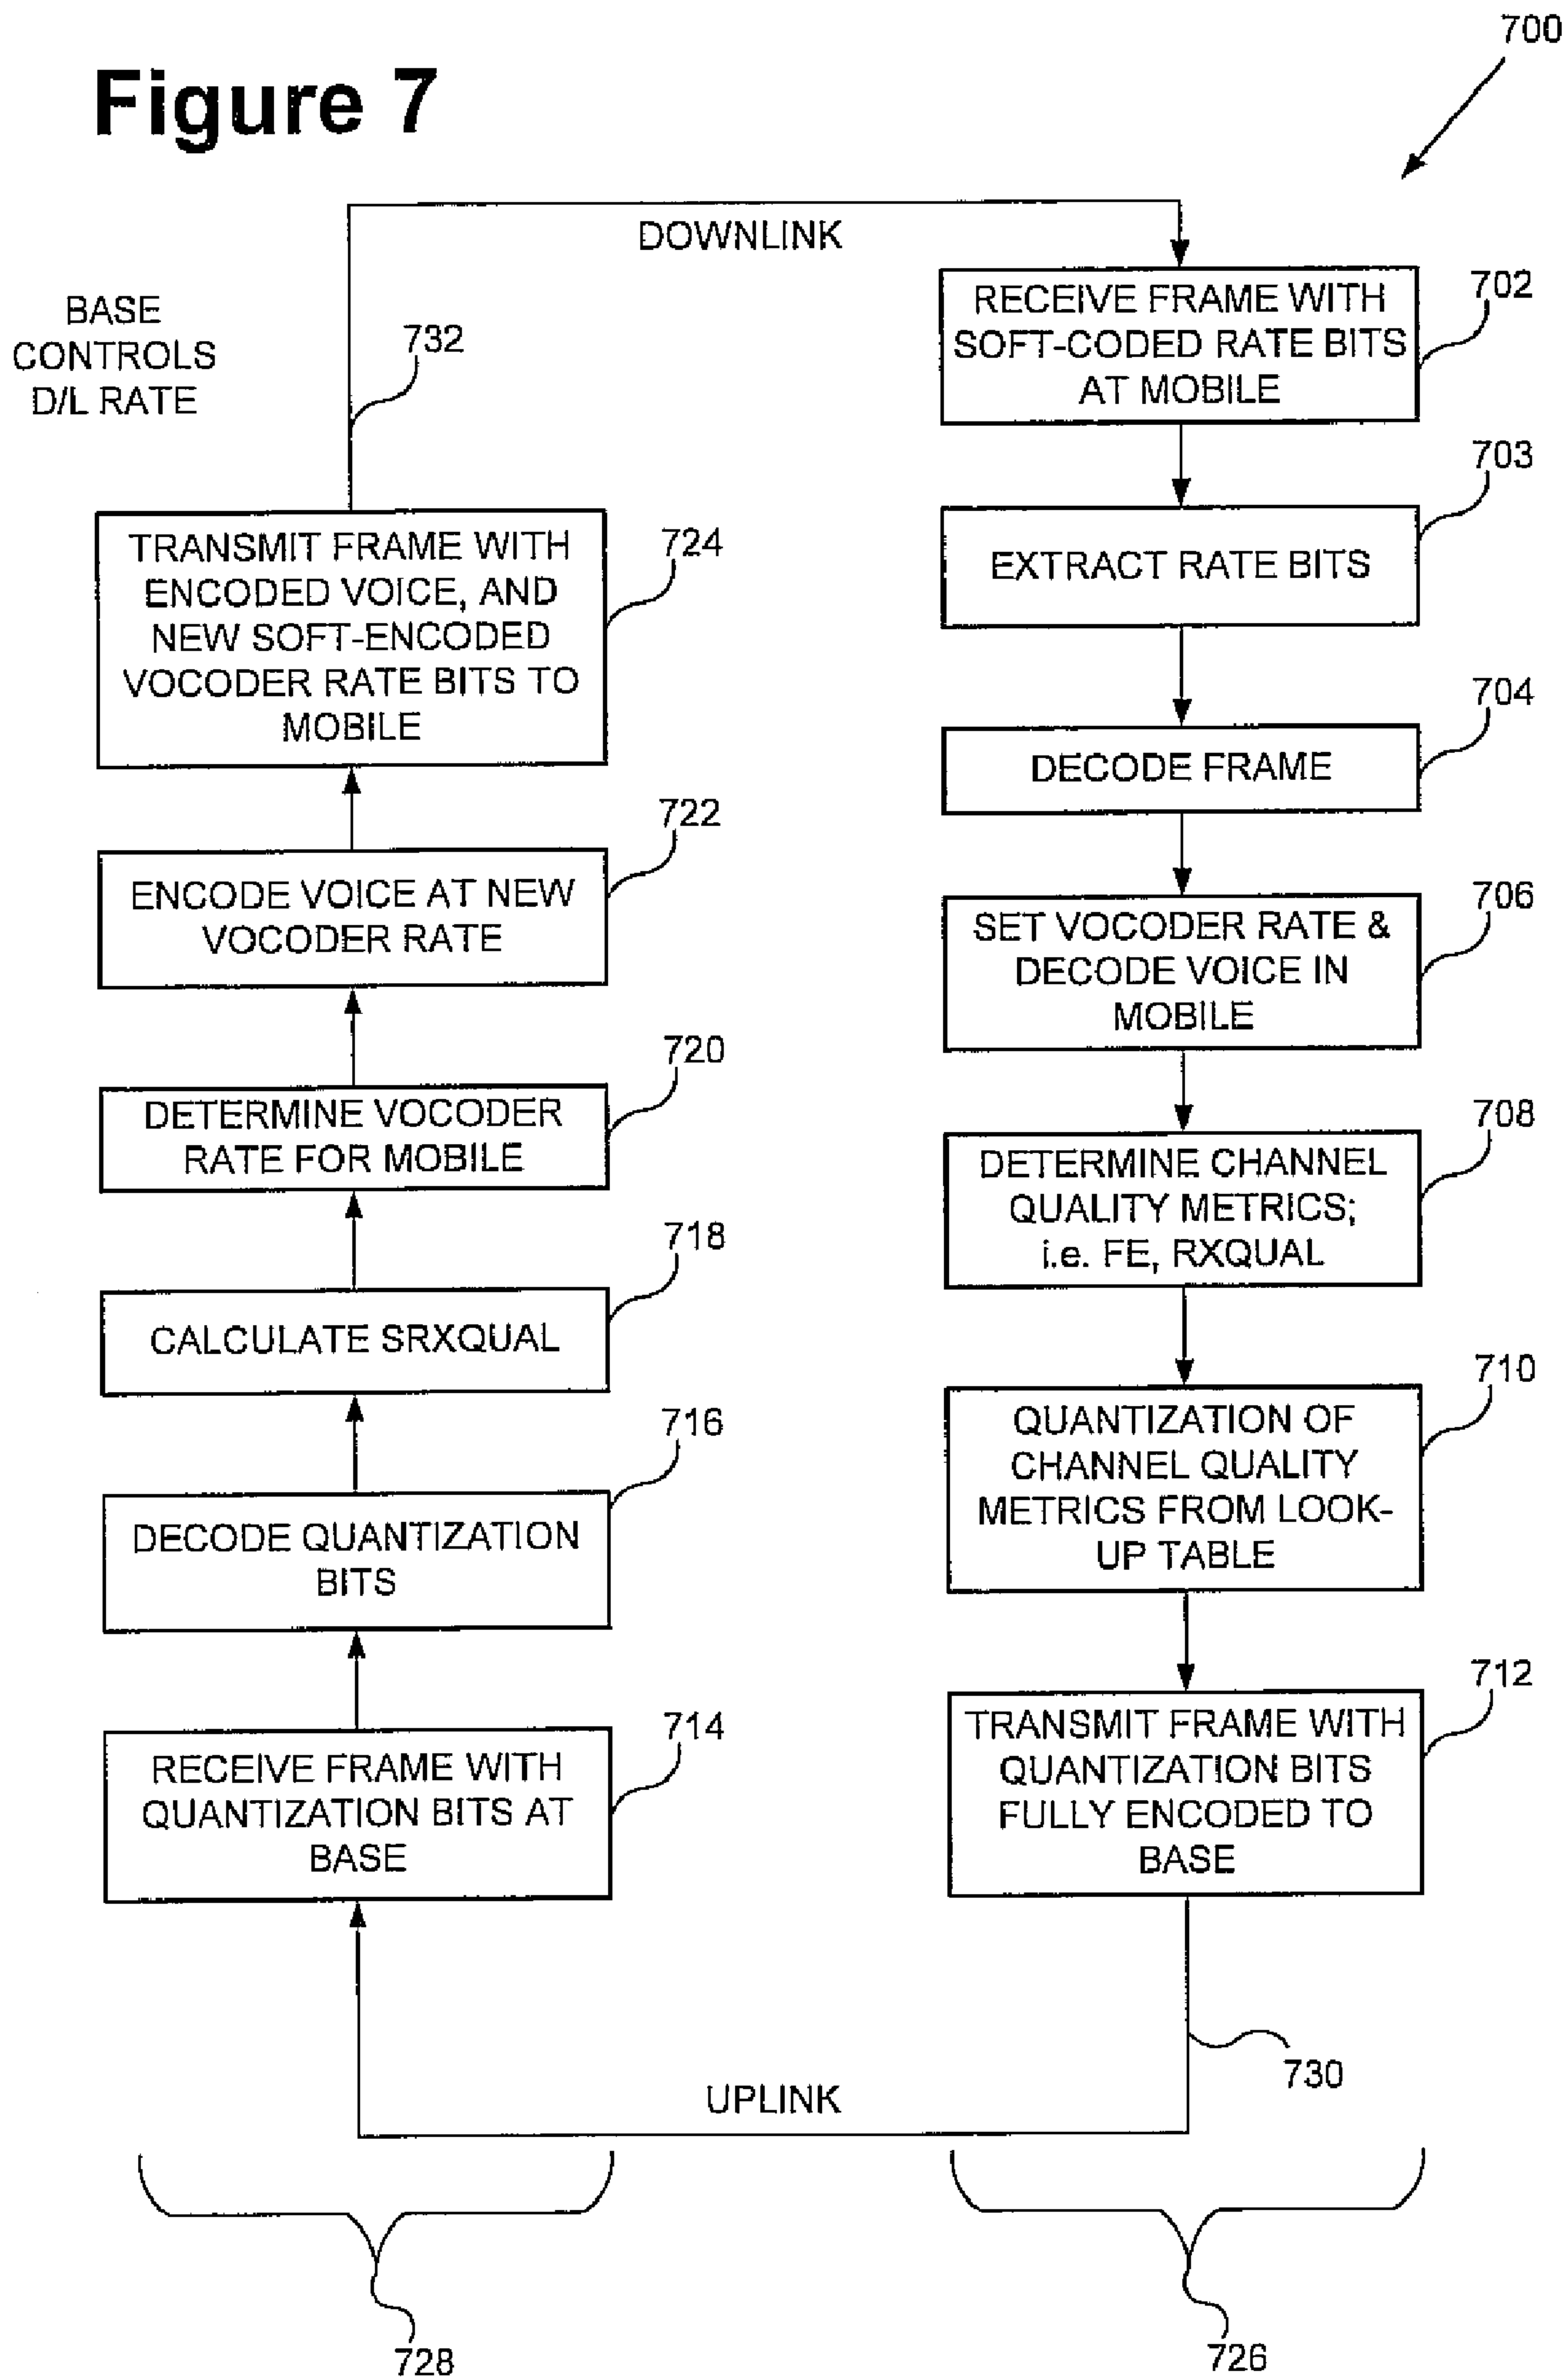 Figure 7
700
DOWNLINK
BASE
CONTROLS
D/L RATE
732
RECEIVE FRAME WITH
SOFT-CODED RATE BITS
AT MOBILE
702
EXTRACT RATE BITS
703
DECODE FRAME
704
SET VOCODER RATE &
DECODE VOICE IN
MOBILE
706
DETERMINE CHANNEL
QUALITY METRICS;
i.e. FE, RXQUAL
708
QUANTIZATION OF
CHANNEL QUALITY
METRICS FROM LOOK-
UP TABLE
710
TRANSMIT FRAME WITH
QUANTIZATION BITS
FULLY ENCODED TO
BASE
712
730
UPLINK
RECEIVE FRAME WITH
QUANTIZATION BITS AT
BASE
714
DECODE QUANTIZATION
BITS
716
CALCULATE SRXQUAL
718
DETERMINE VOCODER
RATE FOR MOBILE
720
ENCODE VOICE AT NEW
VOCODER RATE
722
TRANSMIT FRAME WITH
ENCODED VOICE, AND
NEW SOFT-ENCODED
VOCODER RATE BITS TO
MOBILE
724
728
726